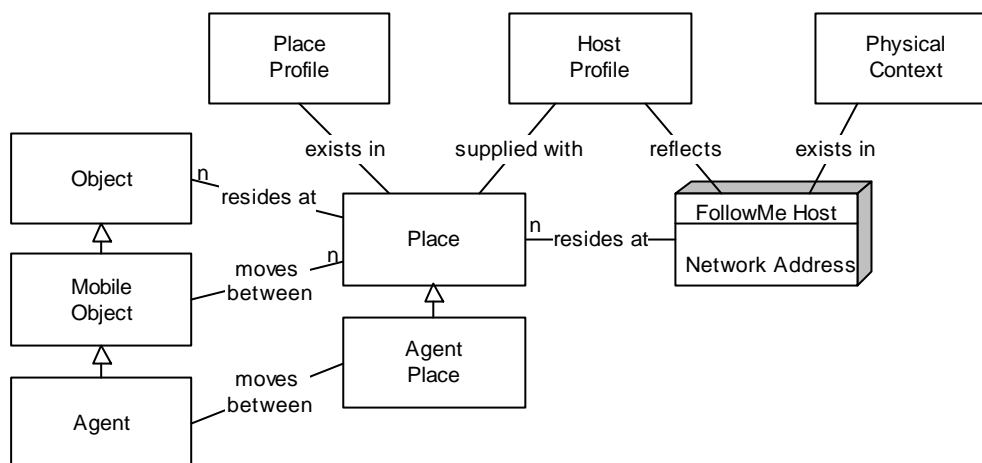 Place
Profile
Host
Profile
Physical
Context
exists in
supplied with
reflects
exists in
Object
n
resides at
Place
n
resides at
FollowMe Host
Network Address
n
moves
between
Mobile
Object
Agent
Place
moves
between
Agent